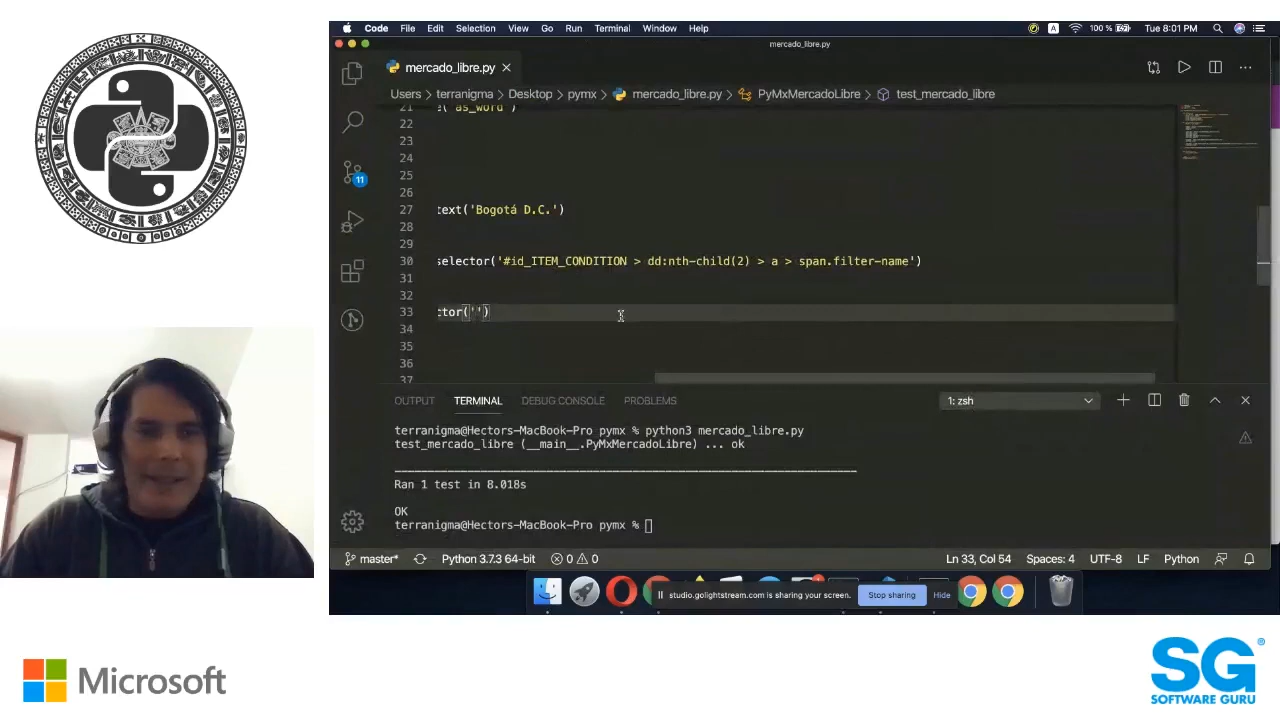 Code File Edit Selection View Go Run Terminal Window Help
A 100 % Tue 8:01 PM
mercado_libre.py
mercado_libre.py
Users > terranigma > Desktop > pymx > mercado_libre.py > PyMxMercadoLibre > test_mercado_libre
21 e('as_word')
22
23
24
25
26
27 text('Bogotá D.C.')
28
29
30 selector('#id_ITEM_CONDITION > dd:nth-child(2) > a > span.filter-name')
31
32
33 ctor('')
34
35
36
37
11
OUTPUT TERMINAL DEBUG CONSOLE PROBLEMS 1: zsh
terranigma@Hectors-MacBook-Pro pymx % python3 mercado_libre.py
test_mercado_libre (__main__.PyMxMercadoLibre) ... ok
Ran 1 test in 8.018s
OK
terranigma@Hectors-MacBook-Pro pymx %
master* Python 3.7.3 64-bit 0 0 Ln 33, Col 54 Spaces: 4 UTF-8 LF Python
studio.golightstream.com is sharing your screen. Stop sharing Hide
Microsoft
SG
SOFTWARE GURU